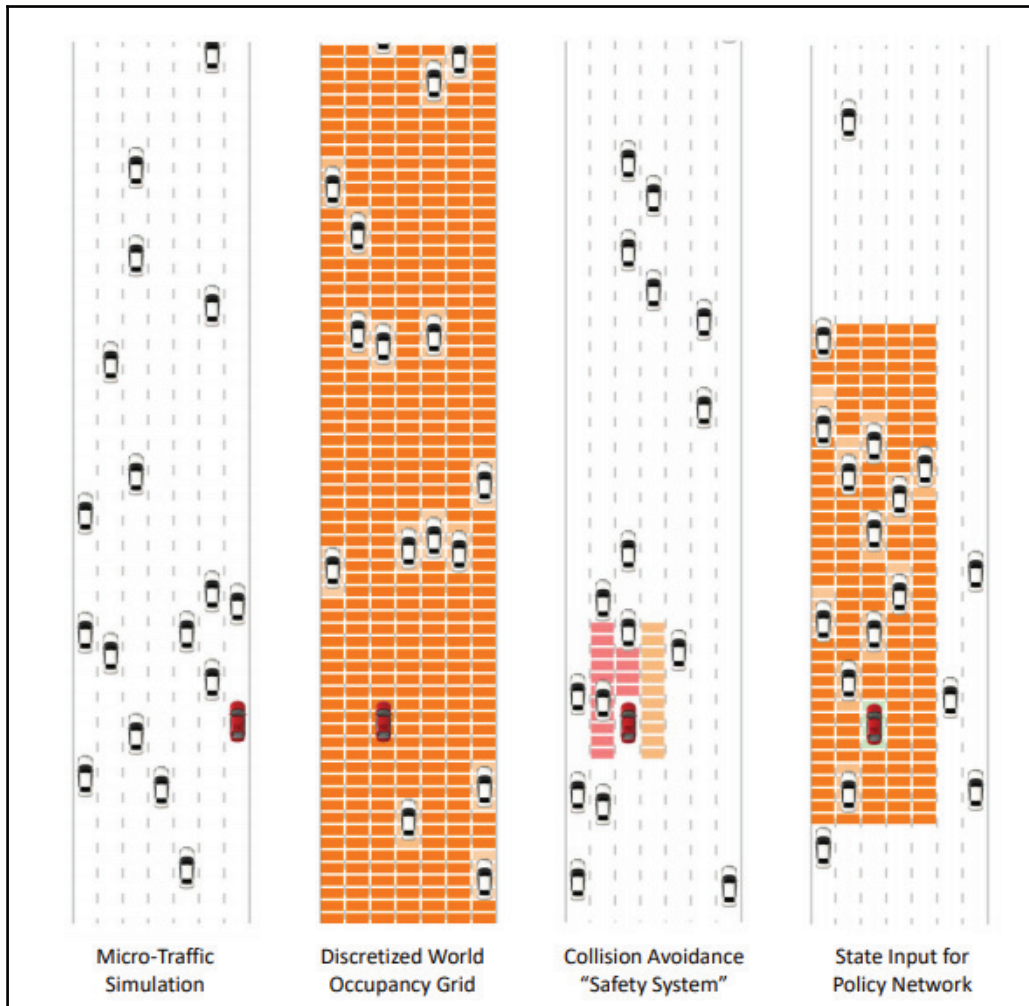 Micro-Traffic
Simulation
Discretized World
Occupancy Grid
Collision Avoidance
“Safety System”
State Input for
Policy Network